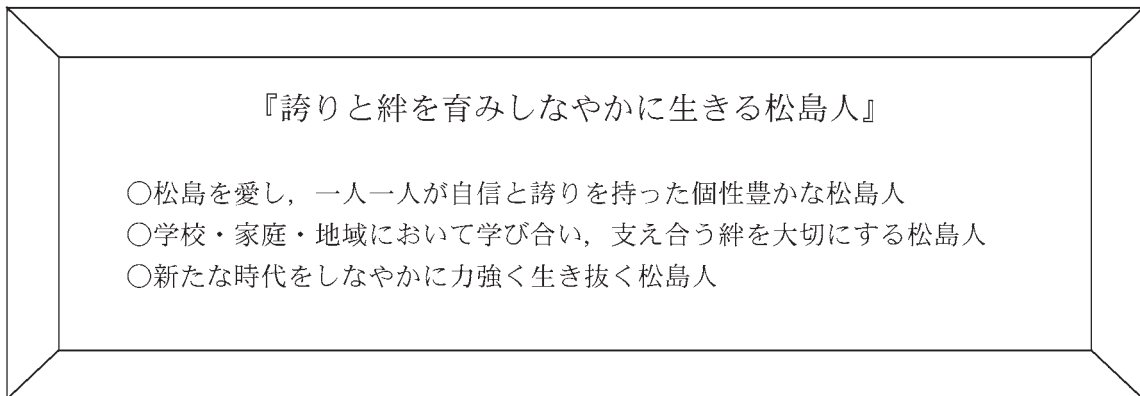 『誇りと絆を育みしなやかに生きる松島人』
○松島を愛し，一人一人が自信と誇りを持った個性豊かな松島人
○学校・家庭・地域において学び合い，支え合う絆を大切にする松島人
○新たな時代をしなやかに力強く生き抜く松島人